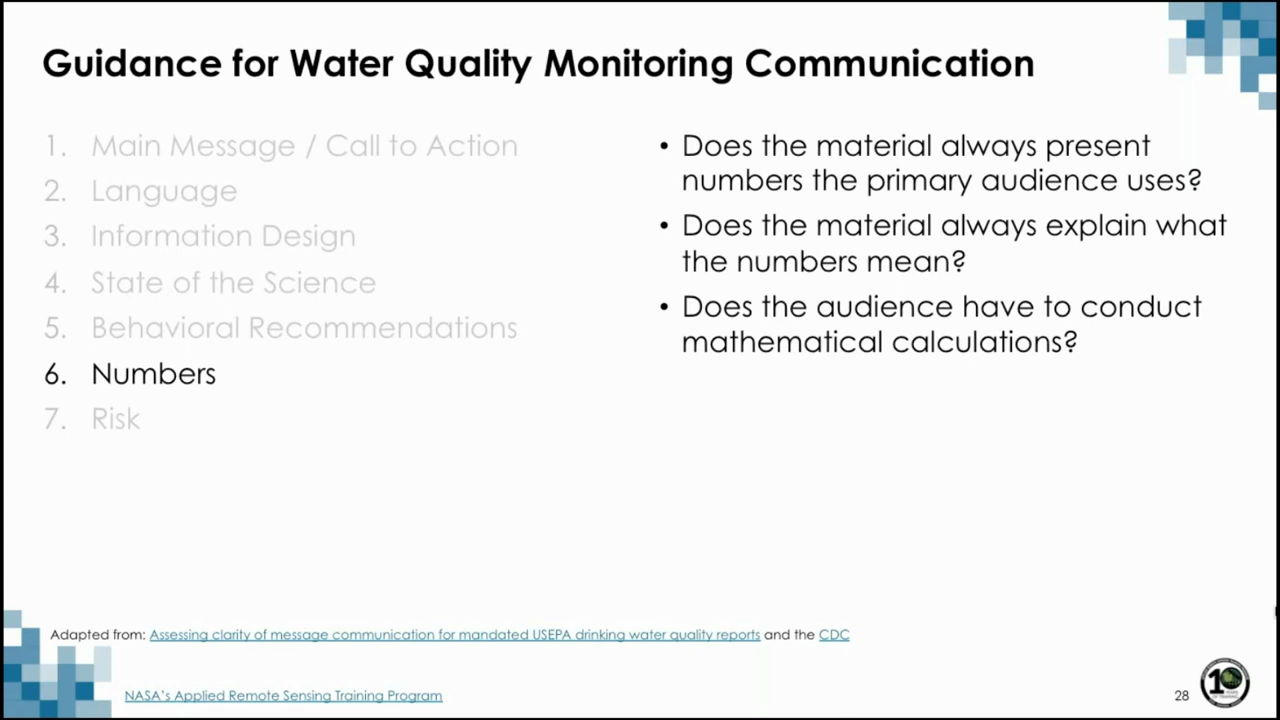 Guidance for Water Quality Monitoring Communication
1. Main Message / Call to Action
2. Language
3. Information Design
4. State of the Science
5. Behavioral Recommendations
6. Numbers
7. Risk
• Does the material always present
numbers the primary audience uses?
• Does the material always explain what
the numbers mean?
• Does the audience have to conduct
mathematical calculations?
Adapted from: Assessing clarity of message communication for mandated USEPA drinking water quality reports and the CDC
NASA's Applied Remote Sensing Training Program
28
10